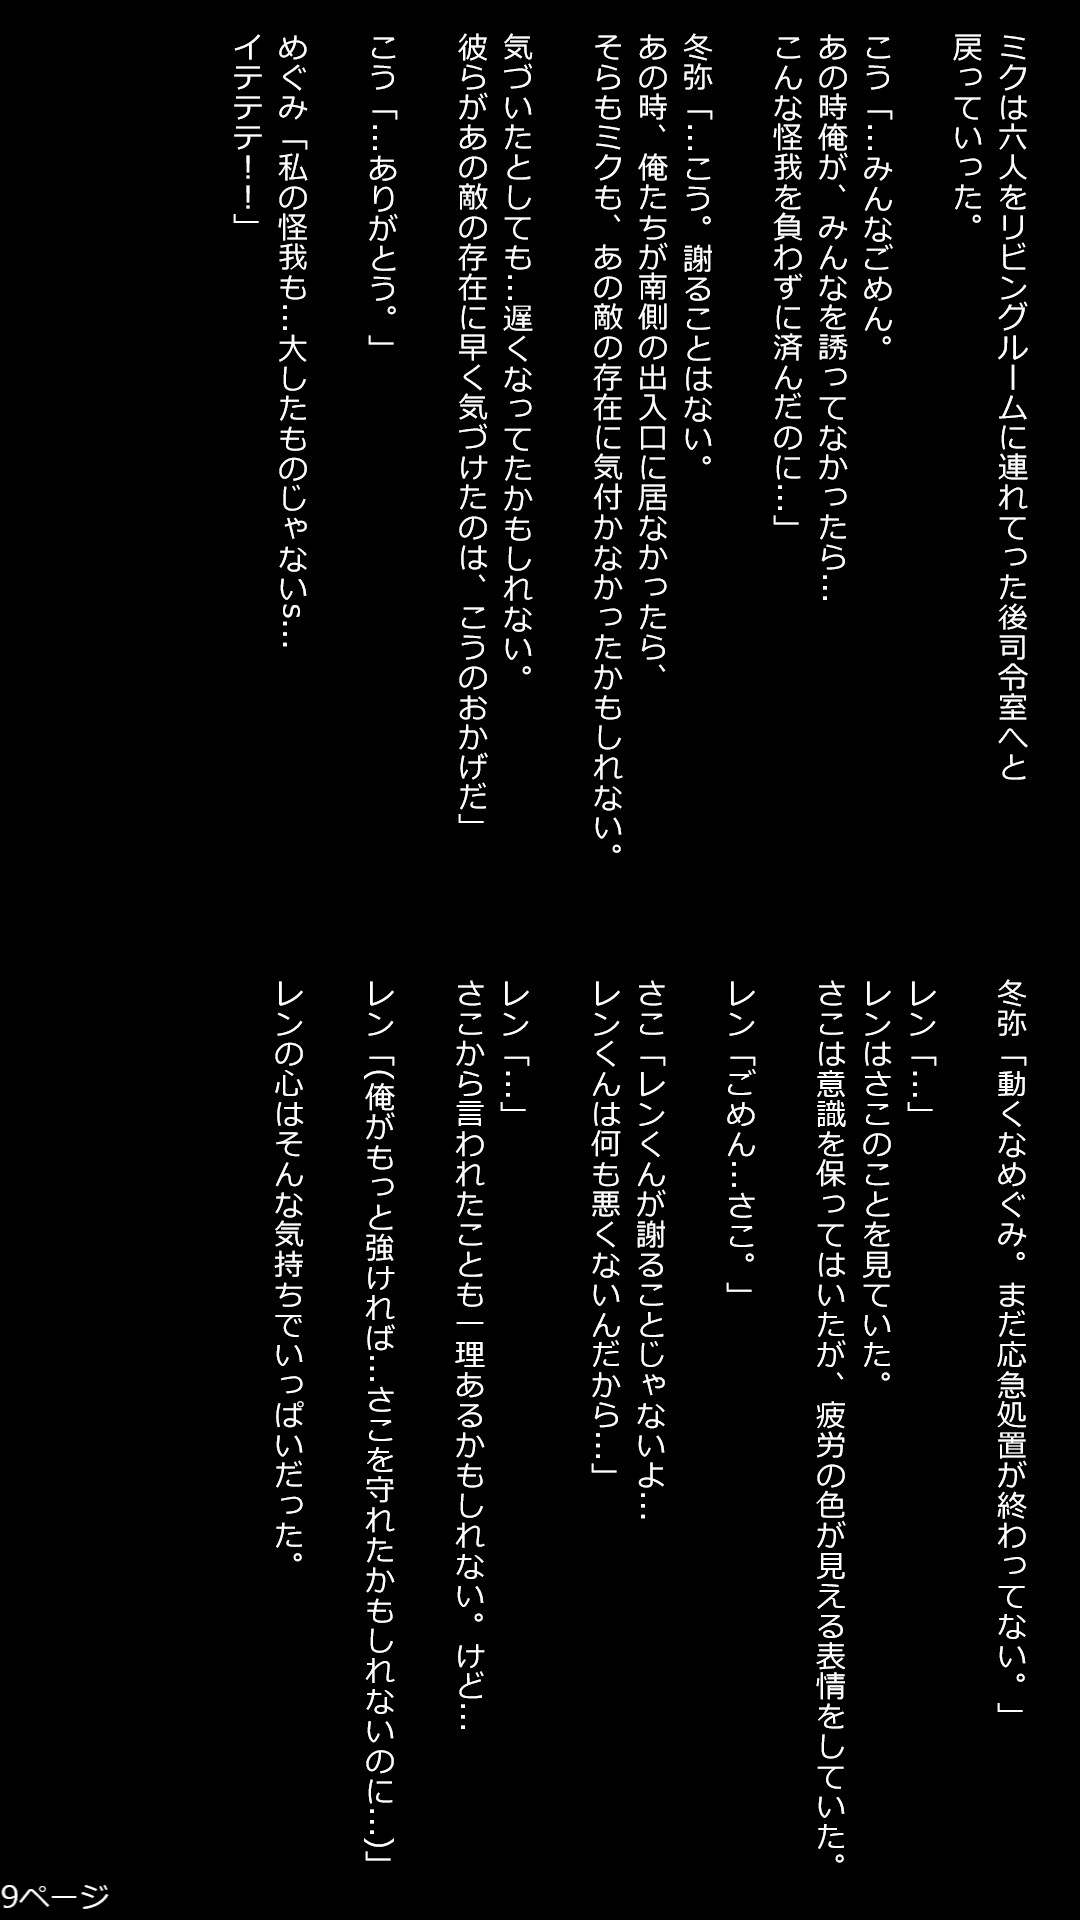 ミクは六人をリビングルームに連れてった後司令室へと
戻っていった。
こう「…みんなごめん。
あの時俺が、みんなを誘ってなかったら…
こんな怪我を負わずに済んだのに…」
冬弥「…こう。謝ることはない。
あの時、俺たちが南側の出入口に居なかったら、
そらもミクも、あの敵の存在に気付かなかったかもしれない。
気づいたとしても…遅くなってたかもしれない。
彼らがあの敵の存在に早く気づけたのは、こうのおかげだ」
こう「…ありがとう。」
めぐみ「私の怪我も…大したものじゃないs…
イテテテ！！」
冬弥「動くなめぐみ。まだ応急処置が終わってない。」
レン「…」
レンはさこのことを見ていた。
さこは意識を保ってはいたが、疲労の色が見える表情をしていた。
レン「ごめん…さこ。」
さこ「レンくんが謝ることじゃないよ…
レンくんは何も悪くないんだから…」
レン「…」
さこから言われたことも一理あるかもしれない。けど…
レン「(俺がもっと強ければ…さこを守れたかもしれないのに…)」
レンの心はそんな気持ちでいっぱいだった。
9ページ